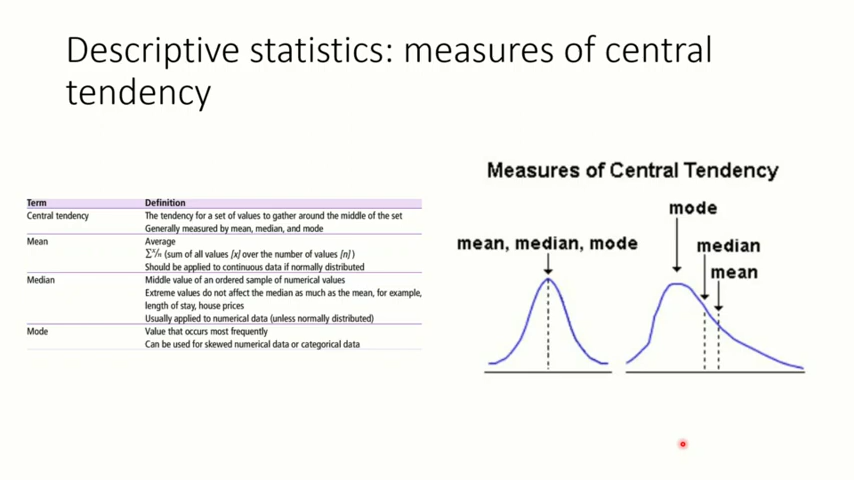 Descriptive statistics: measures of central
tendency
Term Definition
Central tendency The tendency for a set of values to gather around the middle of the set
Generally measured by mean, median, and mode
Mean Average
∑x/n (sum of all values [x] over the number of values [n])
Should be applied to continuous data if normally distributed
Median Middle value of an ordered sample of numerical values
Extreme values do not affect the median as much as the mean, for example,
length of stay, house prices
Usually applied to numerical data (unless normally distributed)
Mode Value that occurs most frequently
Can be used for skewed numerical data or categorical data
Measures of Central Tendency
mean, median, mode
mode
median
mean